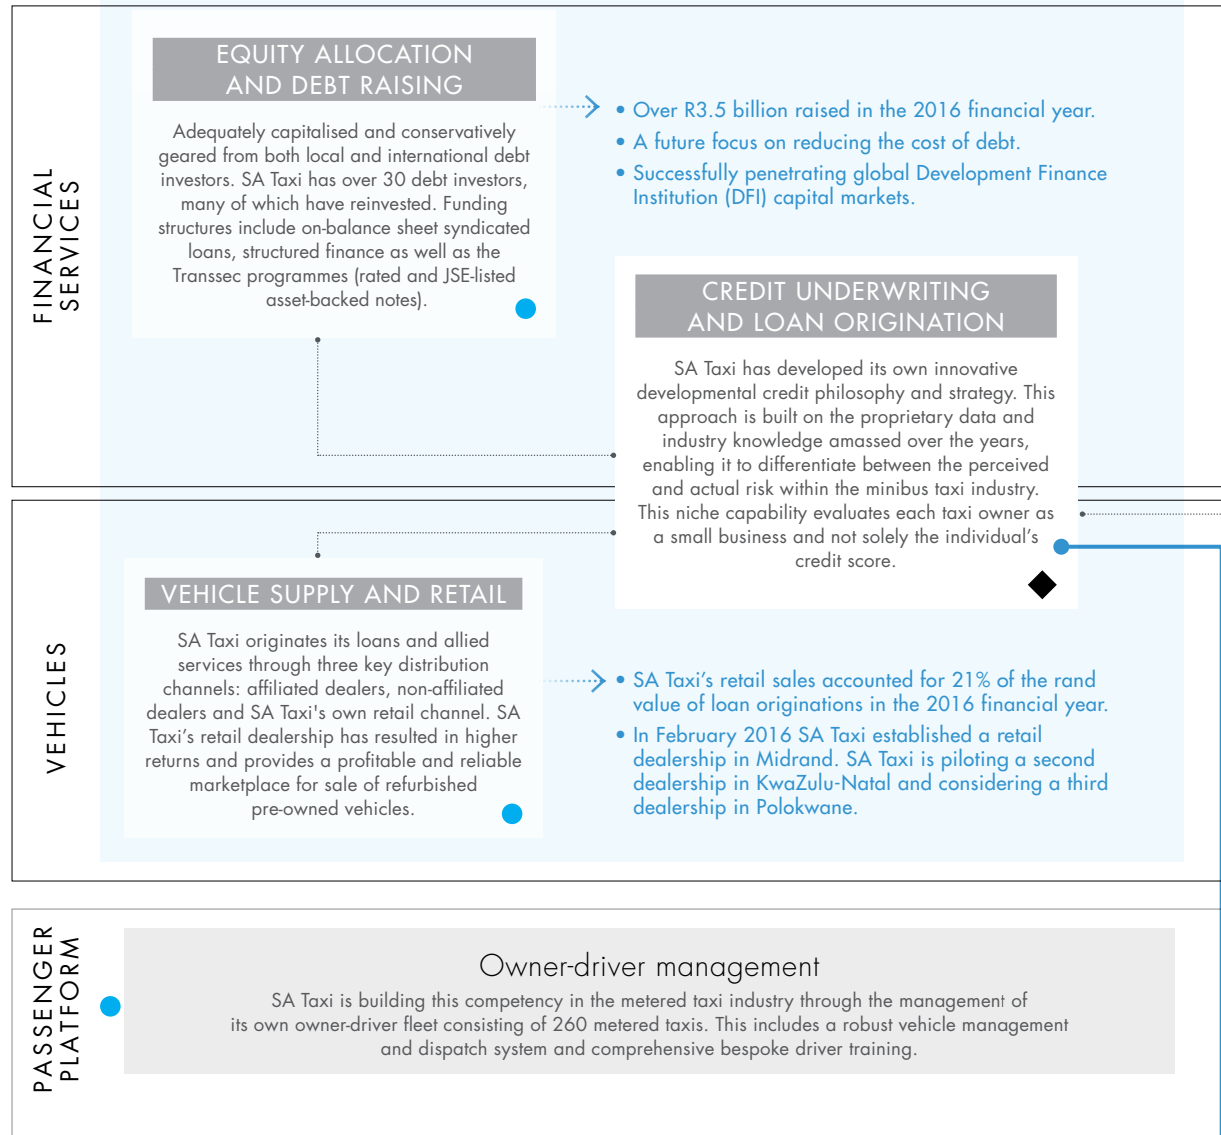 FINANCIAL
SERVICES
EQUITY ALLOCATION
AND DEBT RAISING
Adequately capitalised and conservatively
geared from both local and international debt
investors. SA Taxi has over 30 debt investors,
many of which have reinvested. Funding
structures include on-balance sheet syndicated
loans, structured finance as well as the
Transsec programmes (rated and JSE-listed
asset-backed notes).
• Over R3.5 billion raised in the 2016 financial year.
• A future focus on reducing the cost of debt.
• Successfully penetrating global Development Finance
Institution (DFI) capital markets.
CREDIT UNDERWRITING
AND LOAN ORIGINATION
SA Taxi has developed its own innovative
developmental credit philosophy and strategy. This
approach is built on the proprietary data and
industry knowledge amassed over the years,
enabling it to differentiate between the perceived
and actual risk within the minibus taxi industry.
This niche capability evaluates each taxi owner as
a small business and not solely the individual’s
credit score.
VEHICLES
VEHICLE SUPPLY AND RETAIL
SA Taxi originates its loans and allied
services through three key distribution
channels: affiliated dealers, non-affiliated
dealers and SA Taxi's own retail channel. SA
Taxi’s retail dealership has resulted in higher
returns and provides a profitable and reliable
marketplace for sale of refurbished
pre-owned vehicles.
• SA Taxi’s retail sales accounted for 21% of the rand
value of loan originations in the 2016 financial year.
• In February 2016 SA Taxi established a retail
dealership in Midrand. SA Taxi is piloting a second
dealership in KwaZulu-Natal and considering a third
dealership in Polokwane.
PASSENGER
PLATFORM
Owner-driver management
SA Taxi is building this competency in the metered taxi industry through the management of
its own owner-driver fleet consisting of 260 metered taxis. This includes a robust vehicle management
and dispatch system and comprehensive bespoke driver training.